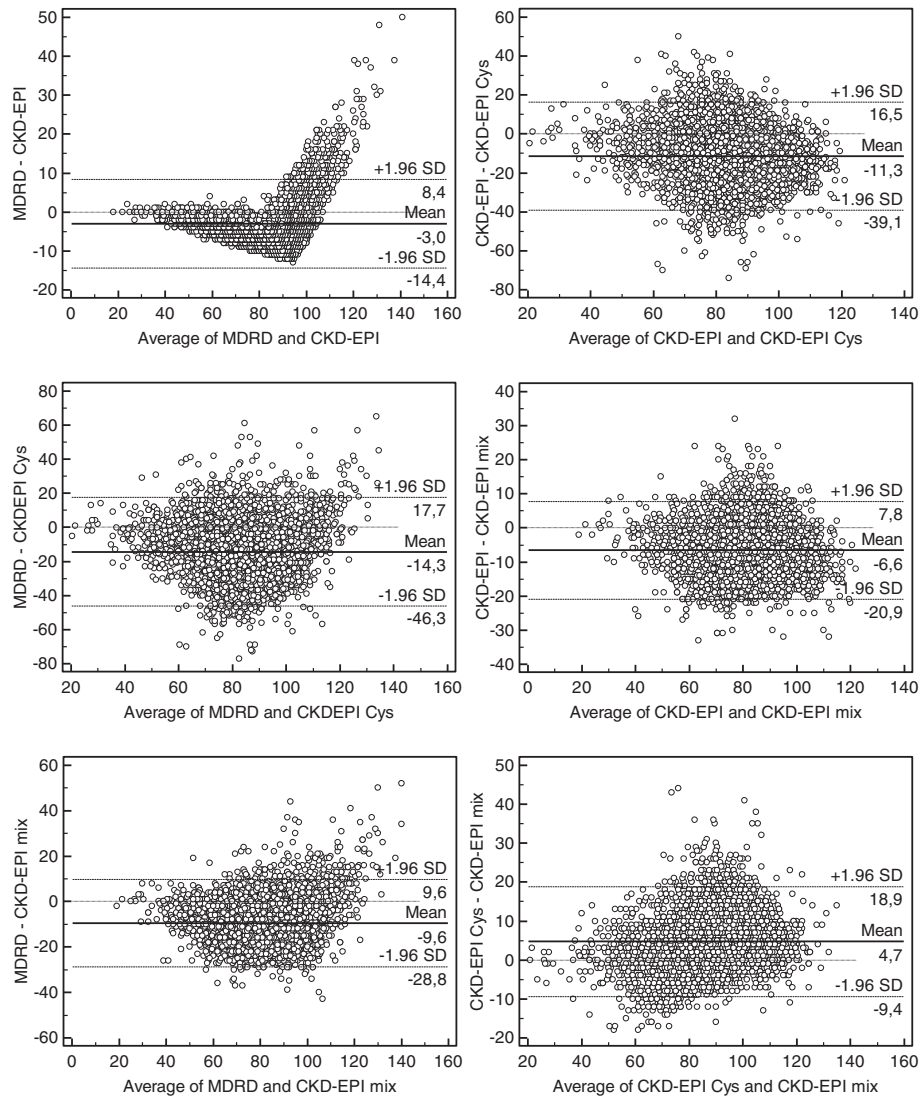 50
40
30
20
10
0
-10
-20
MDRD - CKD-EPI
+1.96 SD
8,4
Mean
-3,0
-1.96 SD
-14,4
0 20 40 60 80 100 120 140 160
Average of MDRD and CKD-EPI
60
40
20
0
-20
-40
-60
-80
CKD-EPI - CKD-EPI Cys
+1.96 SD
16,5
Mean
-11,3
-1.96 SD
-39,1
20 40 60 80 100 120 140
Average of CKD-EPI and CKD-EPI Cys
80
60
40
20
0
-20
-40
-60
-80
MDRD - CKDEPI Cys
+1.96 SD
17,7
Mean
-14,3
-1.96 SD
-46,3
20 40 60 80 100 120 140 160
Average of MDRD and CKDEPI Cys
40
30
20
10
0
-10
-20
-30
-40
CKD-EPI - CKD-EPI mix
+1.96 SD
7,8
Mean
-6,6
-1.96 SD
-20,9
0 20 40 60 80 100 120 140
Average of CKD-EPI and CKD-EPI mix
60
40
20
0
-20
-40
-60
MDRD - CKD-EPI mix
+1.96 SD
9,6
Mean
-9,6
-1.96 SD
-28,8
0 20 40 60 80 100 120 140 160
Average of MDRD and CKD-EPI mix
50
40
30
20
10
0
-10
-20
CKD-EPI Cys - CKD-EPI mix
+1.96 SD
18,9
Mean
4,7
-1.96 SD
-9,4
20 40 60 80 100 120 140 160
Average of CKD-EPI Cys and CKD-EPI mix